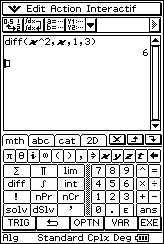 Edit Action Interactif
diff(x^2,x,1,3)
6
mth abc cat 2D
π θ i ∞ ( ) , ⇒ x y z t
Σ Π lim 7 8 9 ^ =
diff ∫ int 4 5 6 × ÷
! nPr nCr 1 2 3 + -
solv dSlv ' 0 . E ans
TRIG OPTN VAR EXE
Alg Standard Cplx Deg